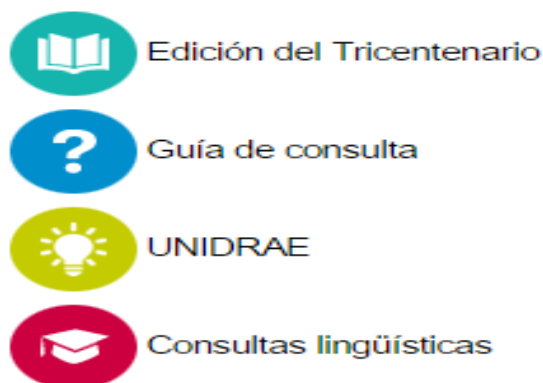 Edición del Tricentenario
?
Guía de consulta
UNIDRAE
Consultas lingüísticas